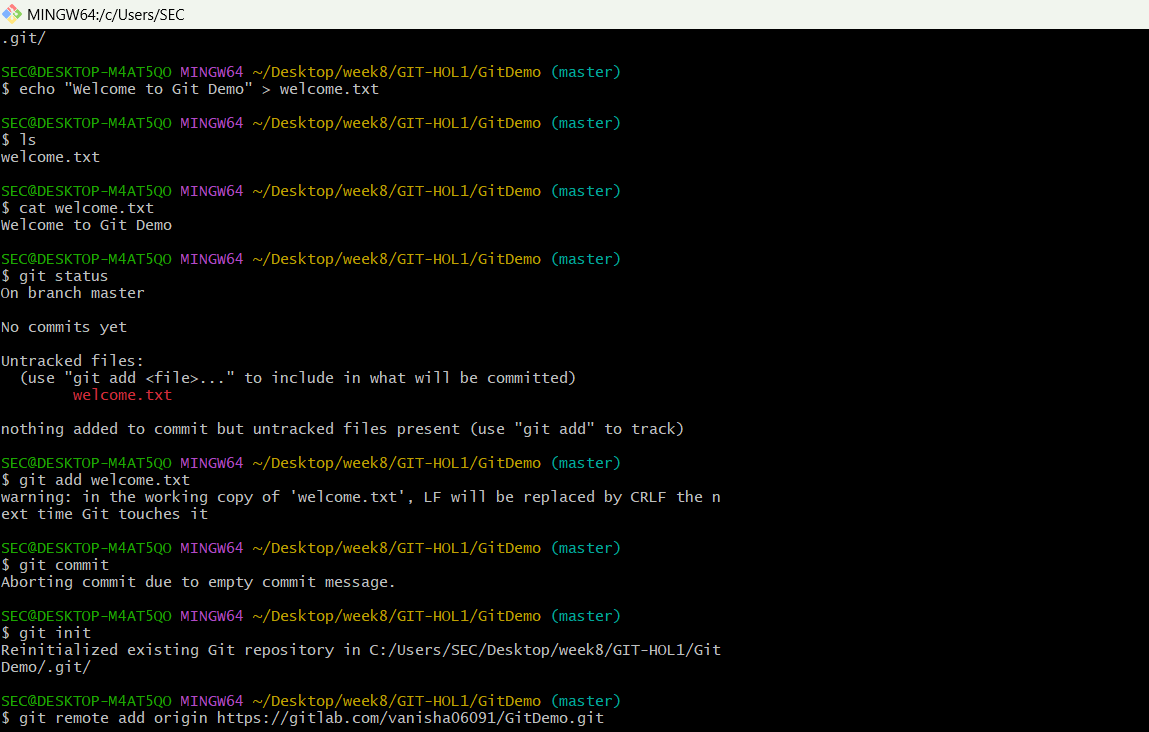 MINGW64:/c/Users/SEC
.git/
SEC@DESKTOP-M4AT5QO MINGW64 ~/Desktop/week8/GIT-HOL1/GitDemo (master)
$ echo "Welcome to Git Demo" > welcome.txt
SEC@DESKTOP-M4AT5QO MINGW64 ~/Desktop/week8/GIT-HOL1/GitDemo (master)
$ ls
welcome.txt
SEC@DESKTOP-M4AT5QO MINGW64 ~/Desktop/week8/GIT-HOL1/GitDemo (master)
$ cat welcome.txt
Welcome to Git Demo
SEC@DESKTOP-M4AT5QO MINGW64 ~/Desktop/week8/GIT-HOL1/GitDemo (master)
$ git status
On branch master
No commits yet
Untracked files:
  (use "git add <file>..." to include in what will be committed)
        welcome.txt
nothing added to commit but untracked files present (use "git add" to track)
SEC@DESKTOP-M4AT5QO MINGW64 ~/Desktop/week8/GIT-HOL1/GitDemo (master)
$ git add welcome.txt
warning: in the working copy of 'welcome.txt', LF will be replaced by CRLF the n
ext time Git touches it
SEC@DESKTOP-M4AT5QO MINGW64 ~/Desktop/week8/GIT-HOL1/GitDemo (master)
$ git commit
Aborting commit due to empty commit message.
SEC@DESKTOP-M4AT5QO MINGW64 ~/Desktop/week8/GIT-HOL1/GitDemo (master)
$ git init
Reinitialized existing Git repository in C:/Users/SEC/Desktop/week8/GIT-HOL1/Git
Demo/.git/
SEC@DESKTOP-M4AT5QO MINGW64 ~/Desktop/week8/GIT-HOL1/GitDemo (master)
$ git remote add origin https://gitlab.com/vanisha06091/GitDemo.git